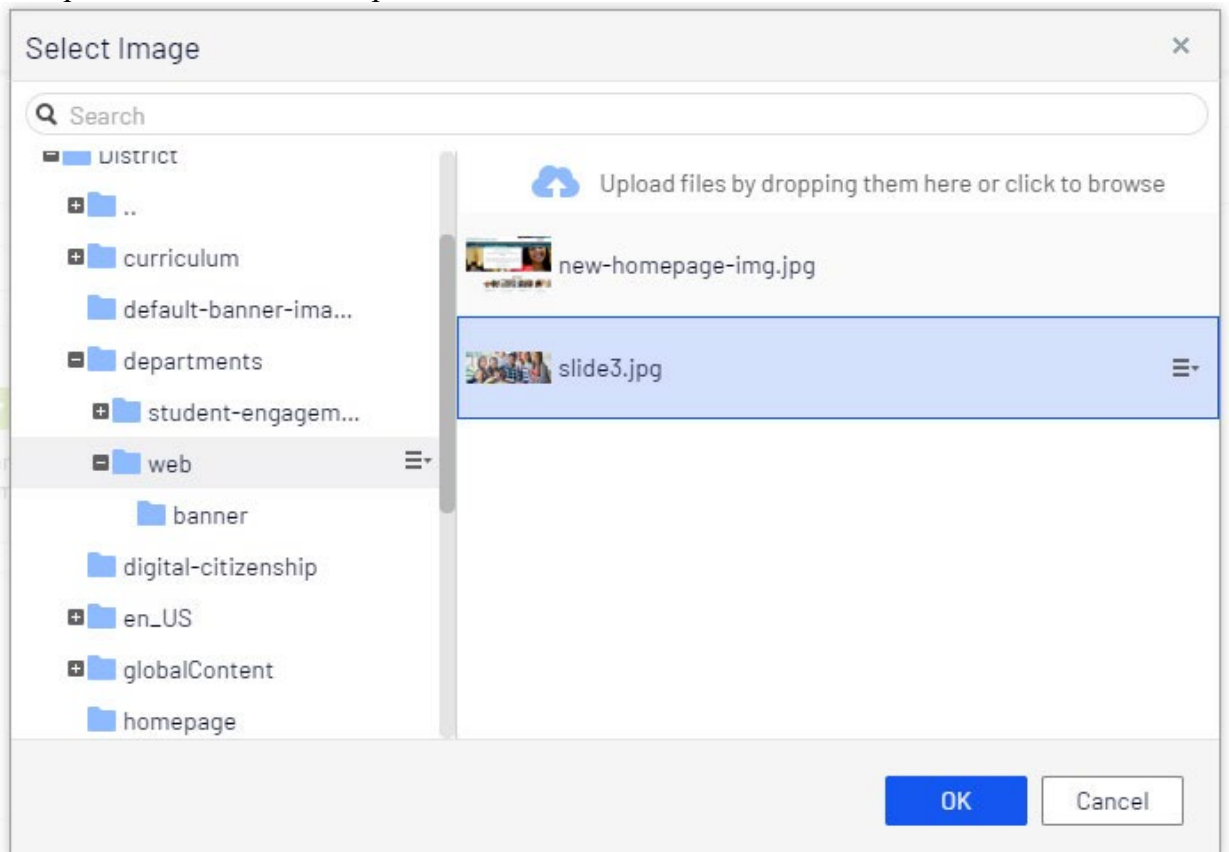 Select Image
Search
District
..
curriculum
default-banner-ima...
departments
student-engagem...
web
banner
digital-citizenship
en_US
globalContent
homepage
Upload files by dropping them here or click to browse
new-homepage-img.jpg
slide3.jpg
OK
Cancel